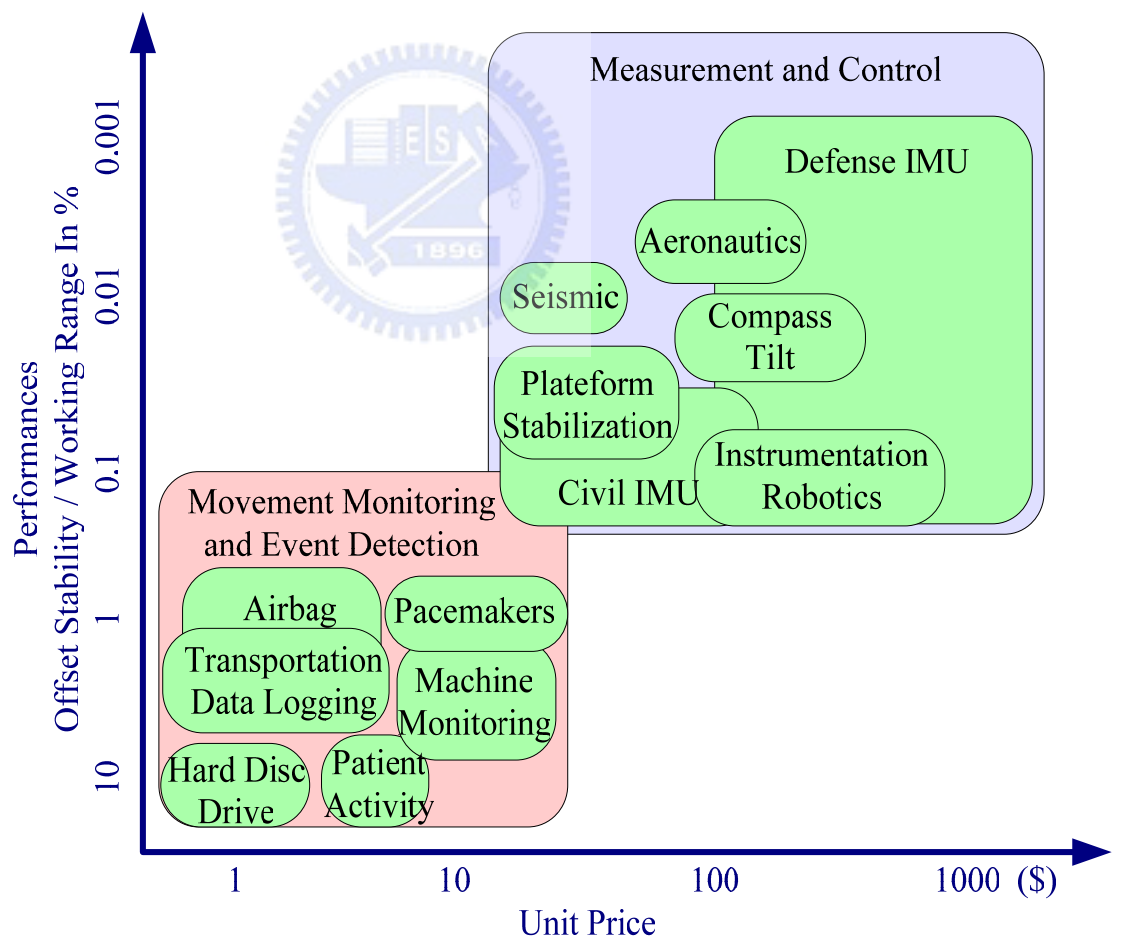 Measurement and Control
Defense IMU
Aeronautics
Seismic
Compass
Tilt
Plateform
Stabilization
Civil IMU
Instrumentation
Robotics
Movement Monitoring
and Event Detection
Airbag
Pacemakers
Transportation
Data Logging
Machine
Monitoring
Hard Disc
Drive
Patient
Activity
Performances
Offset Stability / Working Range In %
0.001
0.01
0.1
1
10
1 10 100 1000 ($)
Unit Price
ES
1896